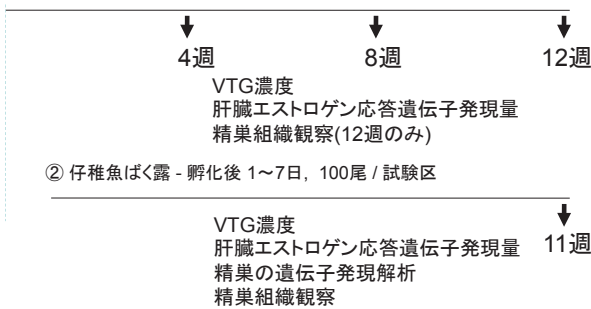 4週 8週 12週
VTG濃度
肝臓エストロゲン応答遺伝子発現量
精巣組織観察(12週のみ)
② 仔稚魚ばく露 - 孵化後 1～7日, 100尾 / 試験区
VTG濃度
肝臓エストロゲン応答遺伝子発現量 11週
精巣の遺伝子発現解析
精巣組織観察